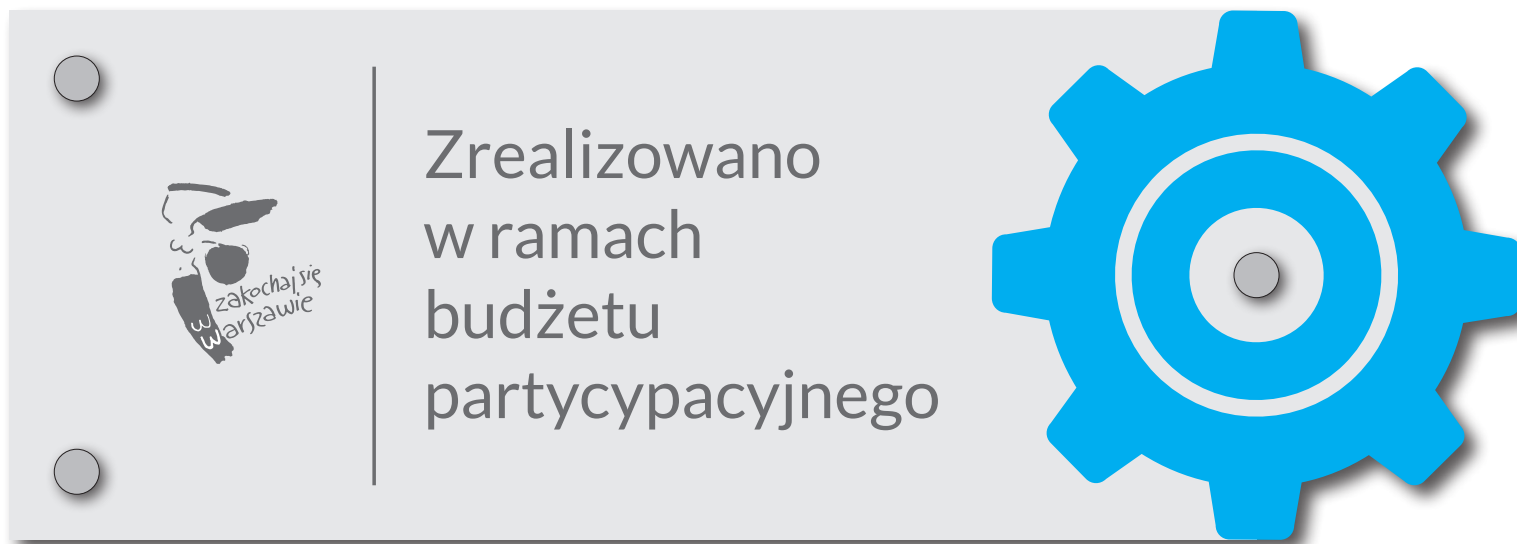 zakochaj się
w
warszawie
Zrealizowano
w ramach
budżetu
partycypacyjnego